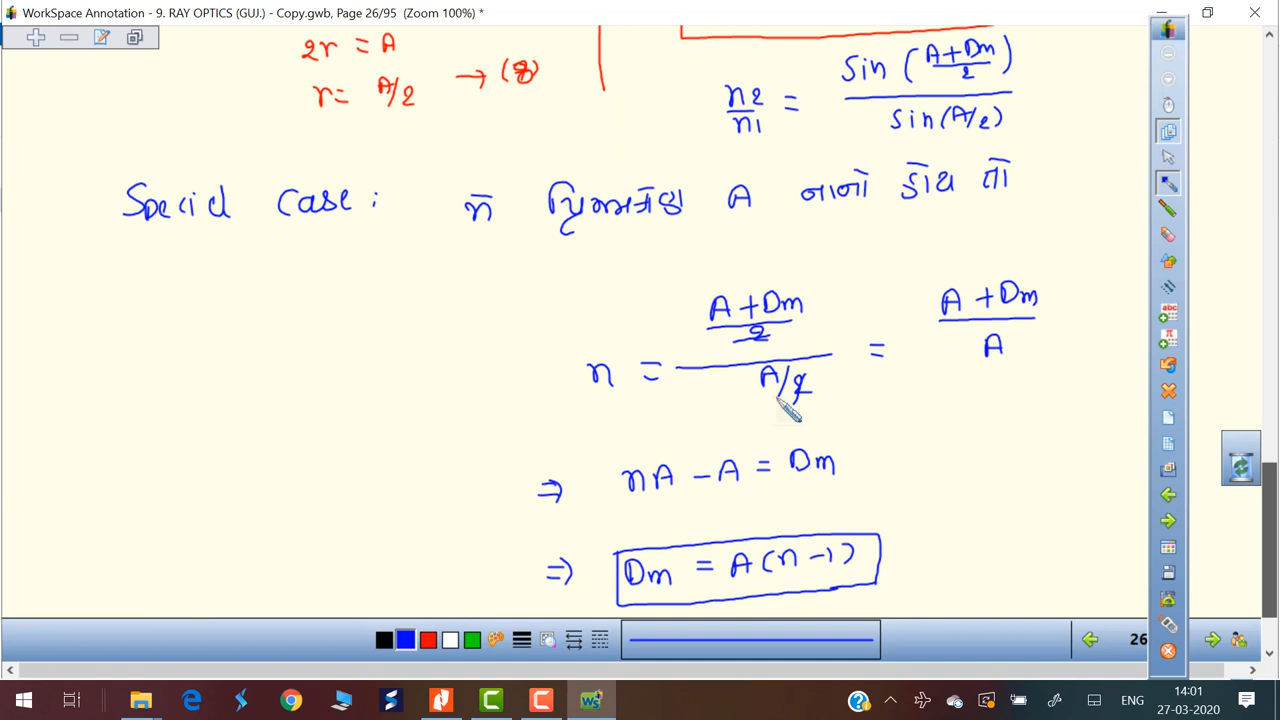 WorkSpace Annotation - 9. RAY OPTICS (GUJ.) - Copy.gwb, Page 26/95 (Zoom 100%) *
2r = A
r = A/2 → (8)
n2/n1 = sin(A+Dm/2) / sin(A/2)
Special Case: A નાનો હોય તો
n = A+Dm/2 / A/2 = A+Dm / A
⇒ nA - A = Dm
⇒ Dm = A(n-1)
abc
π
26
ENG
14:01
27-03-2020